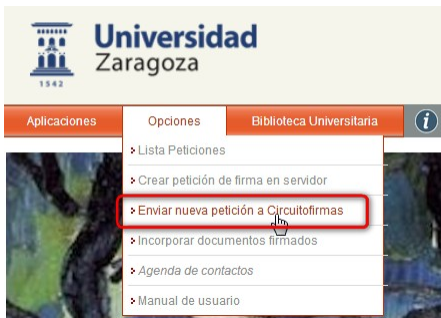 Universidad
Zaragoza
1542
Aplicaciones
Opciones
Biblioteca Universitaria
i
Lista Peticiones
Crear petición de firma en servidor
Enviar nueva petición a Circuitofirmas
Incorporar documentos firmados
Agenda de contactos
Manual de usuario